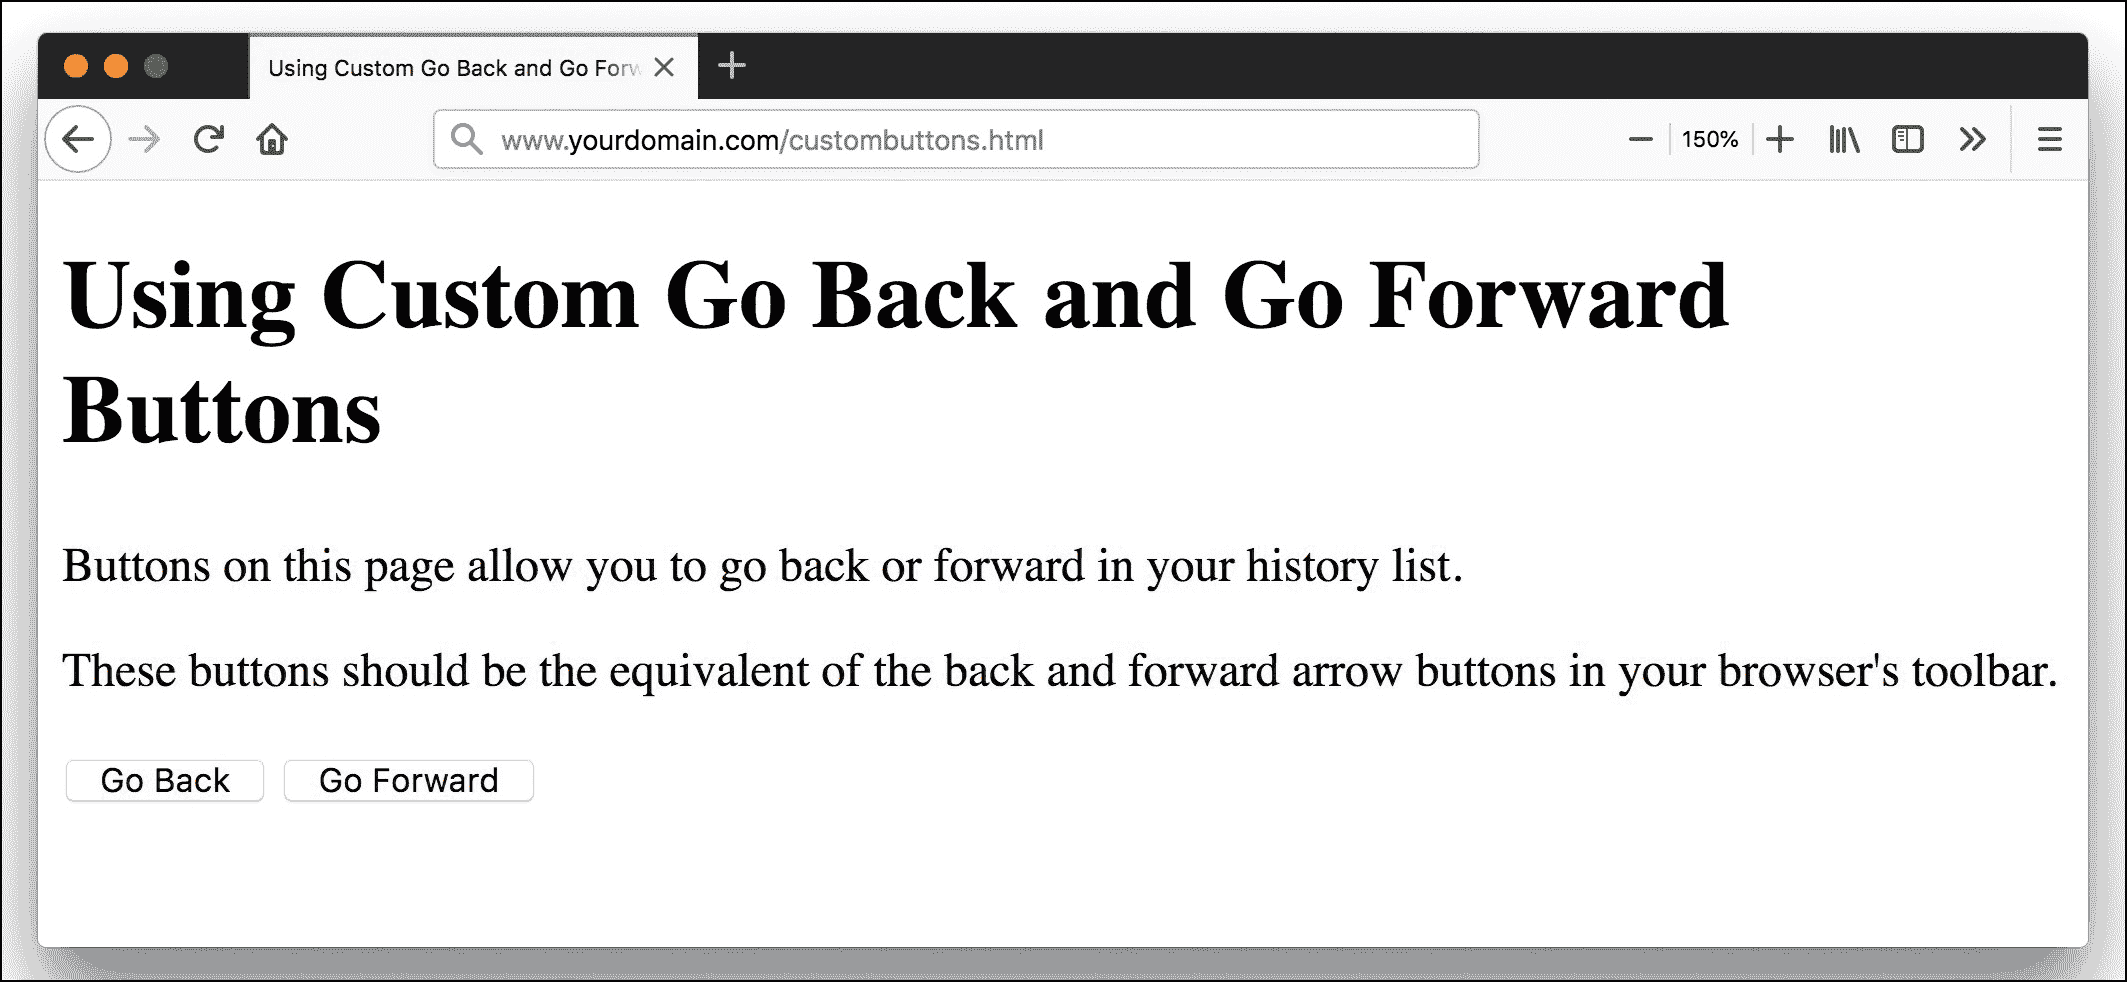 Using Custom Go Back and Go Forw
www.yourdomain.com/custombuttons.html
150%
Using Custom Go Back and Go Forward
Buttons
Buttons on this page allow you to go back or forward in your history list.
These buttons should be the equivalent of the back and forward arrow buttons in your browser's toolbar.
Go Back
Go Forward